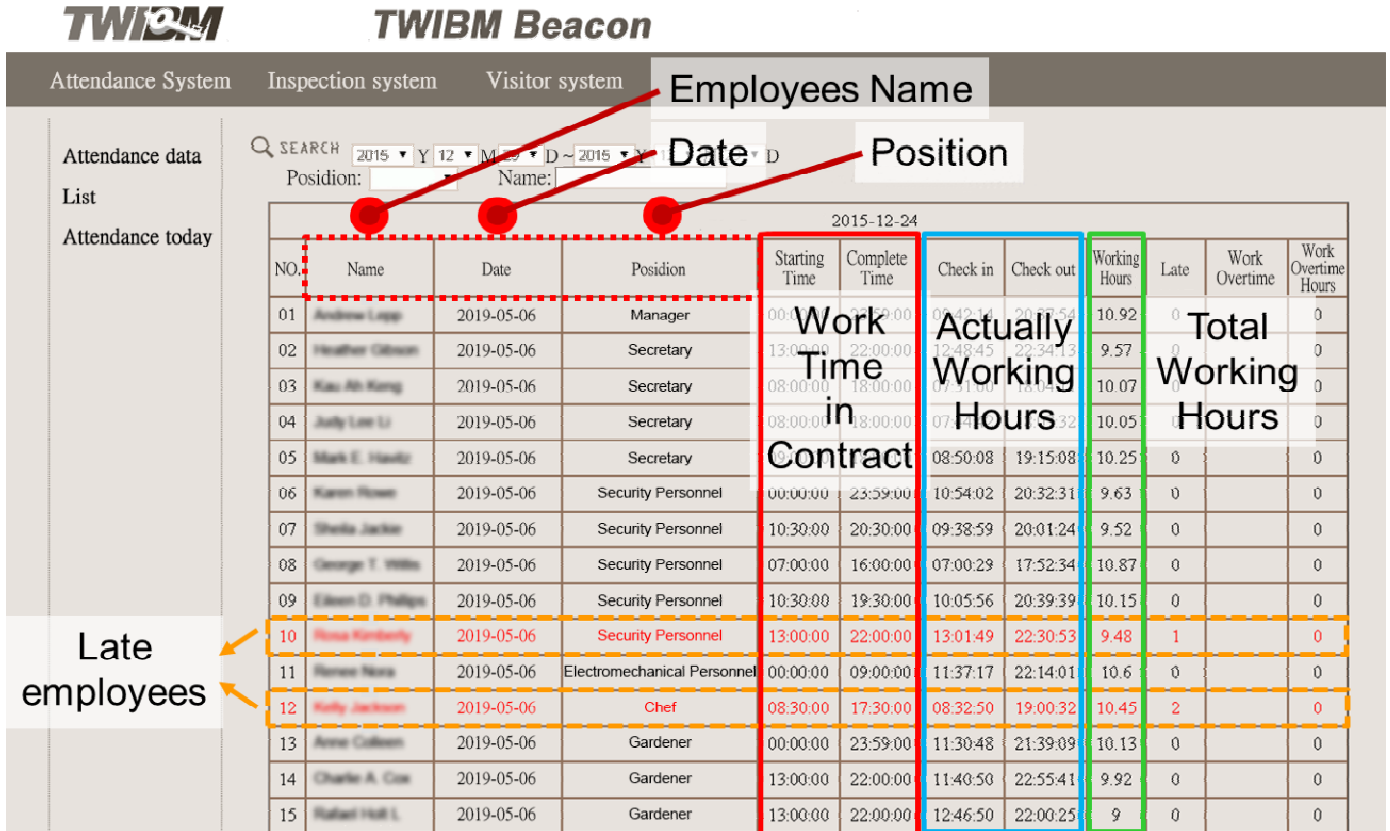 TWIBM TWIBM Beacon
Attendance System Inspection system Visitor system
Employees Name
Date
Position
SEARCH 2015 Y 12 M D ~ 2015 Y D
Posidion: Name:
Attendance data
List
Attendance today
2015-12-24
NO. Name Date Posidion Starting Time Complete Time Check in Check out Working Hours Late Work Overtime Work Overtime Hours
Work Time in Contract
Actually Working Hours
Total Working Hours
01 2019-05-06 Manager 10.92 0
02 2019-05-06 Secretary 13:00:00 22:00:00 12:48:45 22:34:13 9.57 0
03 2019-05-06 Secretary 08:00:00 18:00:00 10.07 0
04 2019-05-06 Secretary 08:00:00 18:00:00 10.05 0
05 2019-05-06 Secretary 08:50:08 19:15:08 10.25 0 0
06 2019-05-06 Security Personnel 00:00:00 23:59:00 10:54:02 20:32:31 9.63 0 0
07 2019-05-06 Security Personnel 10:30:00 20:30:00 09:38:59 20:01:24 9.52 0 0
08 2019-05-06 Security Personnel 07:00:00 16:00:00 07:00:29 17:52:34 10.87 0 0
09 2019-05-06 Security Personnel 10:30:00 19:30:00 10:05:56 20:39:39 10.15 0 0
Late employees
10 Rosa Kimberly 2019-05-06 Security Personnel 13:00:00 22:00:00 13:01:49 22:30:53 9.48 1 0
11 2019-05-06 Electromechanical Personnel 00:00:00 09:00:00 11:37:17 22:14:01 10.6 0 0
12 Kelly Jackson 2019-05-06 Chef 08:30:00 17:30:00 08:32:50 19:00:32 10.45 2 0
13 2019-05-06 Gardener 00:00:00 23:59:00 11:30:48 21:39:09 10.13 0 0
14 2019-05-06 Gardener 13:00:00 22:00:00 11:40:50 22:55:41 9.92 0 0
15 2019-05-06 Gardener 13:00:00 22:00:00 12:46:50 22:00:25 9 0 0